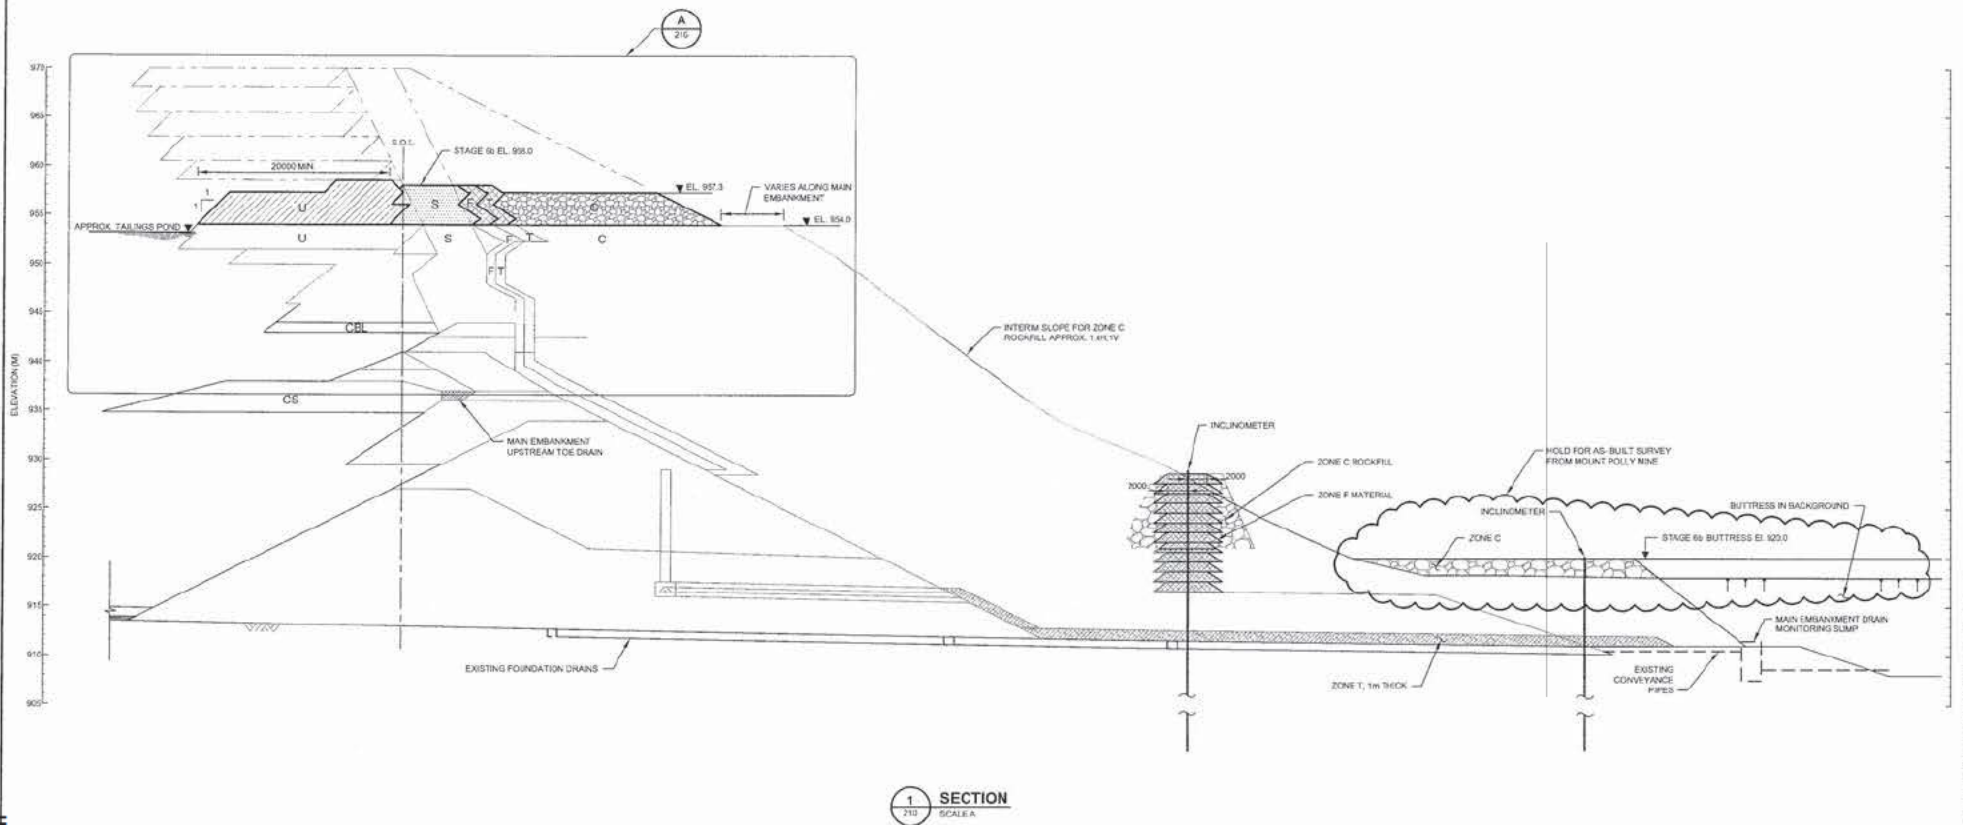 A
216
975
965
960
955
950
945
940
935
930
925
920
915
910
905
ELEVATION (M)
S.O.L.
STAGE 6b EL. 958.0
20000 MIN.
1
1
U
S
F
T
C
EL. 957.3
VARIES ALONG MAIN
EMBANKMENT
EL. 954.0
APPROX. TAILINGS POND
U
S
F
T
C
F T
CBL
CS
INTERIM SLOPE FOR ZONE C
ROCKFILL APPROX.
MAIN EMBANKMENT
UPSTREAM TOE DRAIN
INCLINOMETER
2000
2000
ZONE C ROCKFILL
ZONE F MATERIAL
HOLD FOR AS-BUILT SURVEY
FROM MOUNT POLLY MINE
INCLINOMETER
BUTTRESS IN BACKGROUND
ZONE C
STAGE 6b BUTTRESS El. 920.0
MAIN EMBANKMENT DRAIN
MONITORING SUMP
EXISTING FOUNDATION DRAINS
ZONE T, 1m THICK
EXISTING
CONVEYANCE
PIPES
1
210
SECTION
SCALE A